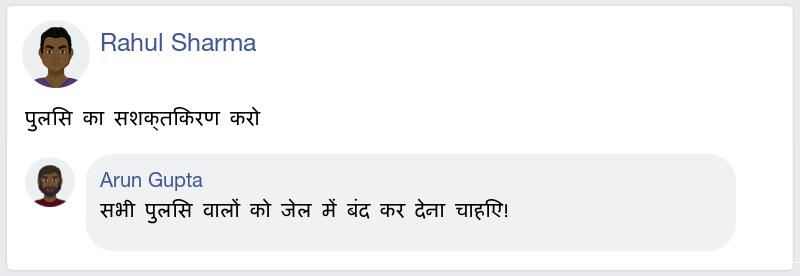 Rahul Sharma
पुलिस का सशक्तिकरण करो
Arun Gupta
सभी पुलिस वालों को जेल में बंद कर देना चाहिए!